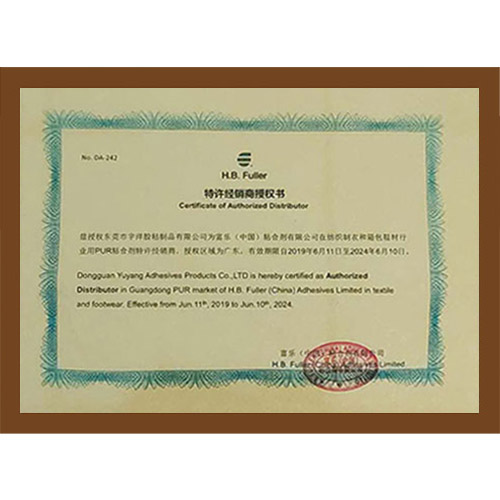 No. DA-242
H.B. Fuller
特许经销商授权书
Certificate of Authorized Distributor
兹授权东莞市宇洋胶粘制品有限公司为富乐（中国）粘合剂有限公司在纺织制衣和箱包鞋材行
业用PUR粘合剂特许经销商，授权区域为广东。有效期限自2019年6月11日至2024年6月10日。
Dongguan Yuyang Adhesives Products Co.,LTD is hereby certified as Authorized
Distributor in Guangdong PUR market of H.B. Fuller (China) Adhesives Limited in textile
and footwear. Effective from Jun.11th, 2019 to Jun.10th, 2024.
富乐（中
公司
H.B. Fuller
Limited